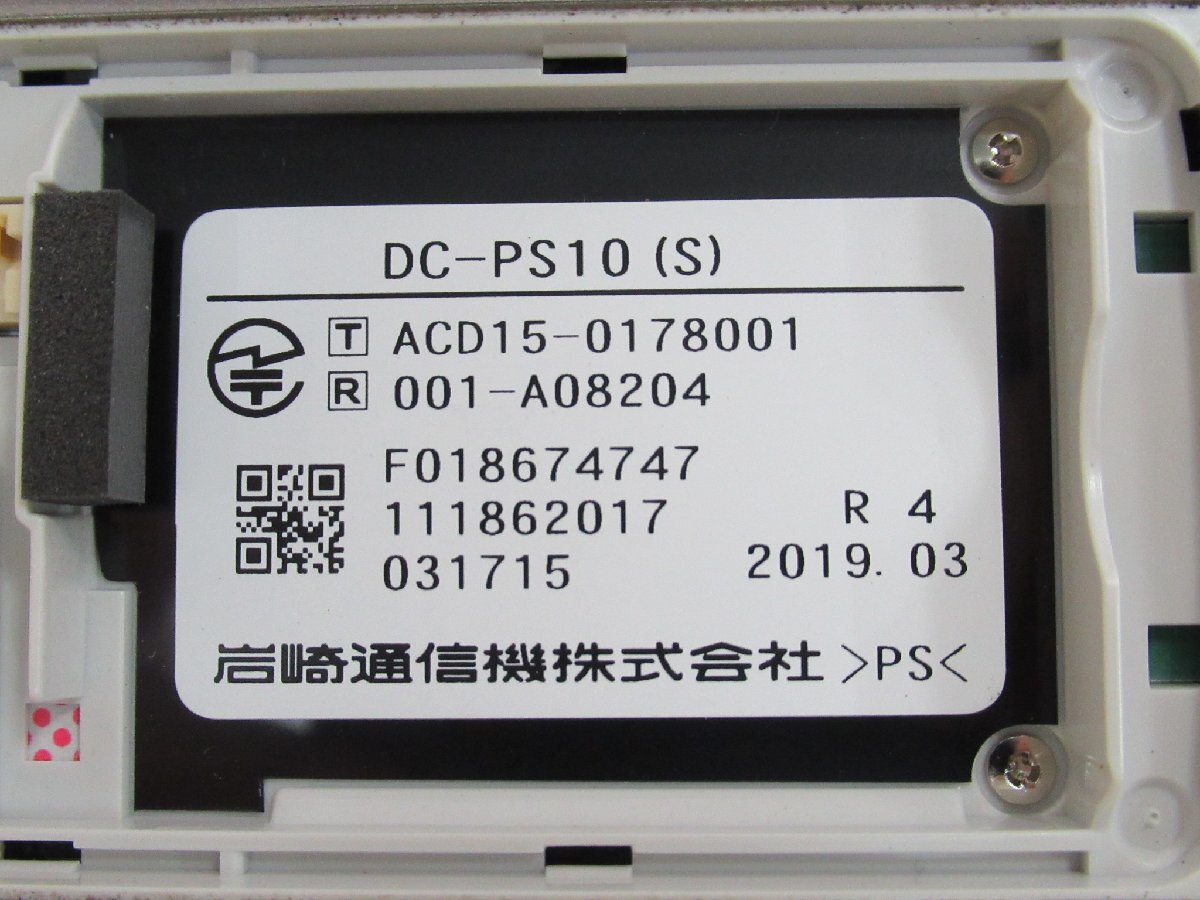 DC-PS10 (S)
T ACD15-0178001
R 001-A08204
F018674747
111862017 R 4
031715 2019. 03
岩崎通信機株式会社 >PS<